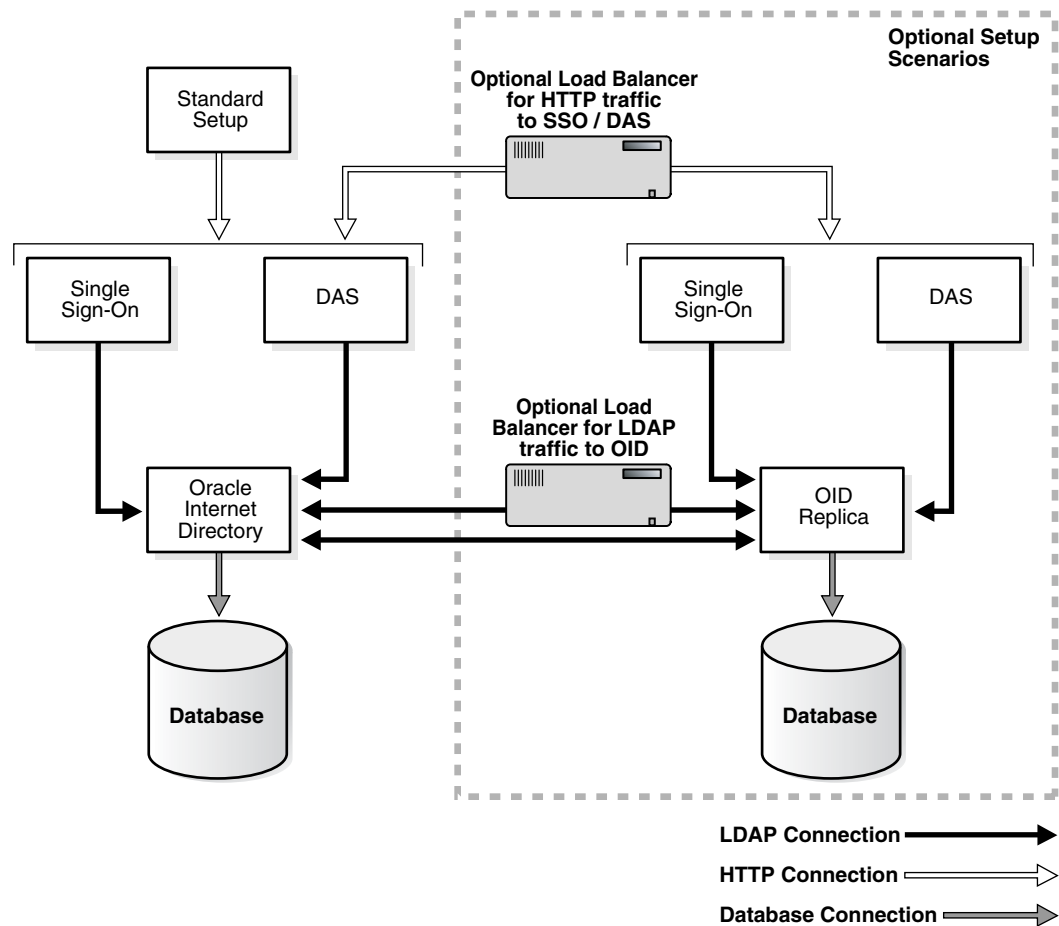 Optional Setup
Scenarios
Standard
Setup
Optional Load Balancer
for HTTP traffic
to SSO / DAS
Single
Sign-On
DAS
Single
Sign-On
DAS
Optional Load
Balancer for LDAP
traffic to OID
Oracle
Internet
Directory
OID
Replica
Database
Database
LDAP Connection
HTTP Connection
Database Connection